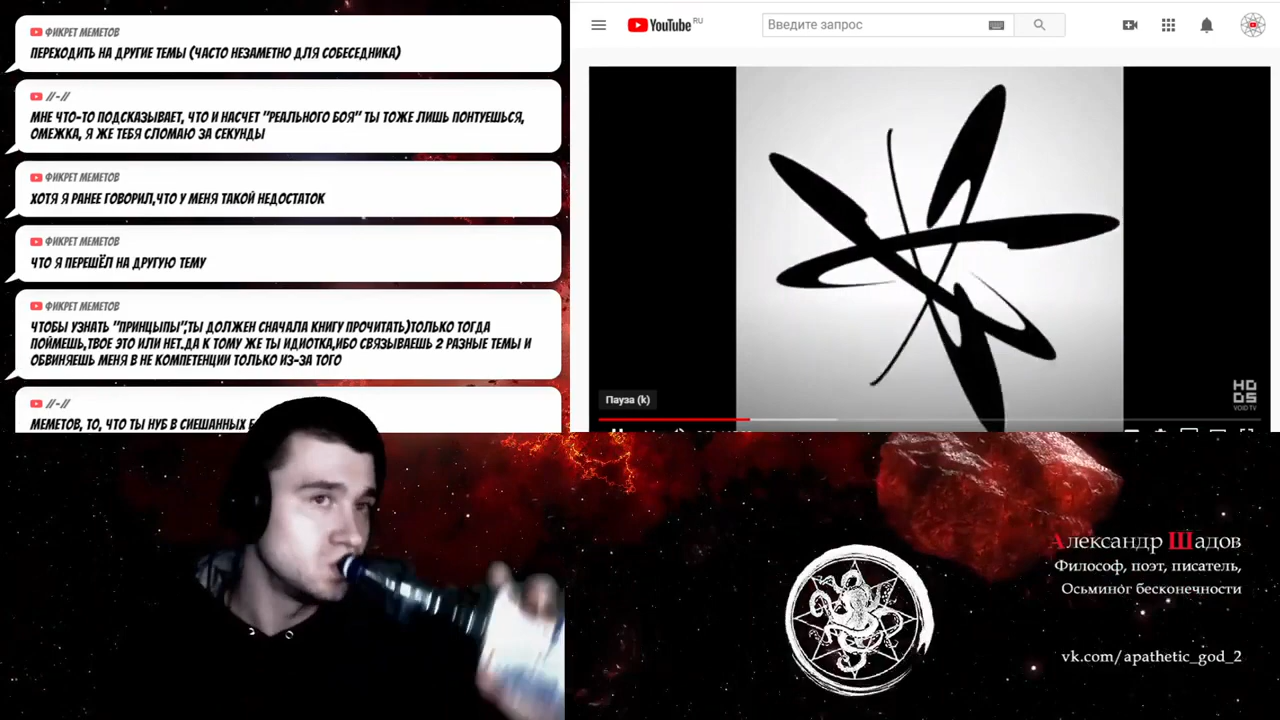 ФИКРЕТ МЕМЕТОВ
ПЕРЕХОДИТЬ НА ДРУГИЕ ТЕМЫ (ЧАСТО НЕЗАМЕТНО ДЛЯ СОБЕСЕДНИКА)
//-//
МНЕ ЧТО-ТО ПОДСКАЗЫВАЕТ, ЧТО И НАСЧЕТ "РЕАЛЬНОГО БОЯ" ТЫ ТОЖЕ ЛИШЬ ПОНТУЕШЬСЯ,
ОМЕЖКА, Я ЖЕ ТЕБЯ СЛОМАЮ ЗА СЕКУНДЫ
ФИКРЕТ МЕМЕТОВ
ХОТЯ Я РАНЕЕ ГОВОРИЛ,ЧТО У МЕНЯ ТАКОЙ НЕДОСТАТОК
ФИКРЕТ МЕМЕТОВ
ЧТО Я ПЕРЕШЁЛ НА ДРУГУЮ ТЕМУ
ФИКРЕТ МЕМЕТОВ
ЧТОБЫ УЗНАТЬ "ПРИНЦЫПЫ",ТЫ ДОЛЖЕН СНАЧАЛА КНИГУ ПРОЧИТАТЬ)ТОЛЬКО ТОГДА
ПОЙМЕШЬ,ТВОЕ ЭТО ИЛИ НЕТ.ДА К ТОМУ ЖЕ ТЫ ИДИОТКА,ИБО СВЯЗЫВАЕШЬ 2 РАЗНЫЕ ТЕМЫ И
ОБВИНЯЕШЬ МЕНЯ В НЕ КОМПЕТЕНЦИИ ТОЛЬКО ИЗ-ЗА ТОГО
//-//
МЕМЕТОВ, ТО, ЧТО ТЫ НУБ В СИЕШАННЫХ
YouTube RU
Введите запрос
Пауза (k)
HDDS
VOID TV
Александр Шадов
Философ, поэт, писатель,
Осьминог бесконечности
vk.com/apathetic_god_2